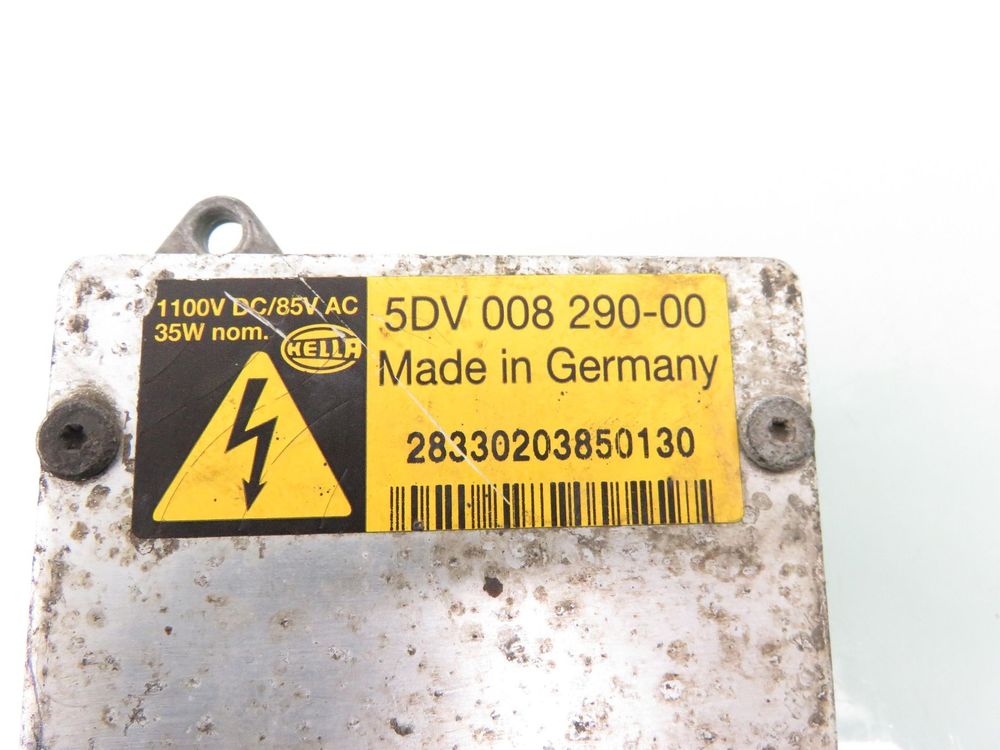 1100V DC/85V AC
35W nom.
HELLA
5DV 008 290-00
Made in Germany
28330203850130